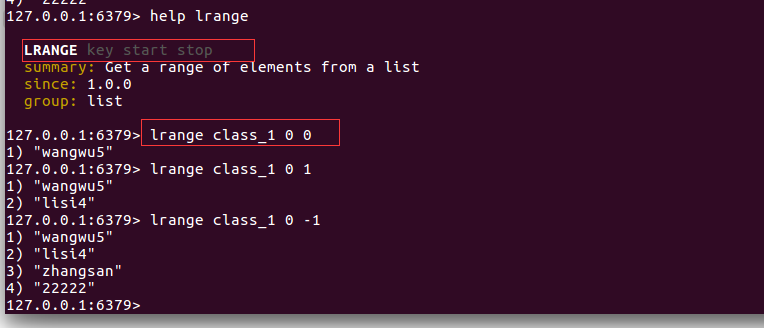 4) "22222"
127.0.0.1:6379> help lrange
LRANGE key start stop
summary: Get a range of elements from a list
since: 1.0.0
group: list
127.0.0.1:6379> lrange class_1 0 0
1) "wangwu5"
127.0.0.1:6379> lrange class_1 0 1
1) "wangwu5"
2) "lisi4"
127.0.0.1:6379> lrange class_1 0 -1
1) "wangwu5"
2) "lisi4"
3) "zhangsan"
4) "22222"
127.0.0.1:6379>